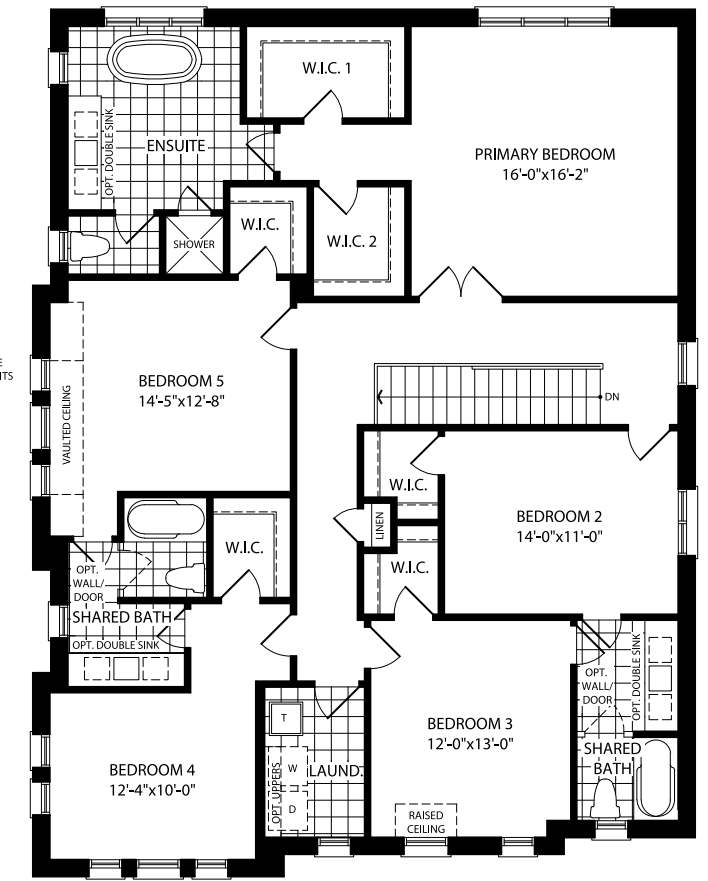 W.I.C. 1
OPT. DOUBLE SINK
ENSUITE
PRIMARY BEDROOM
16'-0"x16'-2"
W.I.C.
W.I.C. 2
SHOWER
E
ITS
VAULTED CEILING
BEDROOM 5
14'-5"x12'-8"
DN
W.I.C.
LINEN
BEDROOM 2
14'-0"x11'-0"
W.I.C.
W.I.C.
OPT.
WALL/
DOOR
SHARED BATH
OPT. DOUBLE SINK
OPT. DOUBLE SINK
OPT.
WALL/
DOOR
SHARED
BATH
BEDROOM 3
12'-0"x13'-0"
RAISED
CEILING
T
W
D
OPT UPPERS
LAUND.
BEDROOM 4
12'-4"x10'-0"